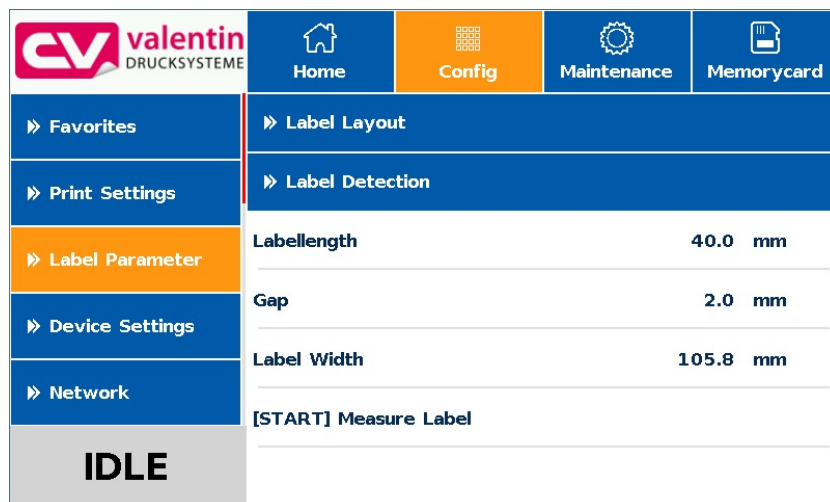 CV valentin
DRUCKSYSTEME
Home
Config
Maintenance
Memorycard
Favorites
Print Settings
Label Parameter
Device Settings
Network
IDLE
Label Layout
Label Detection
Labellength 40.0 mm
Gap 2.0 mm
Label Width 105.8 mm
[START] Measure Label